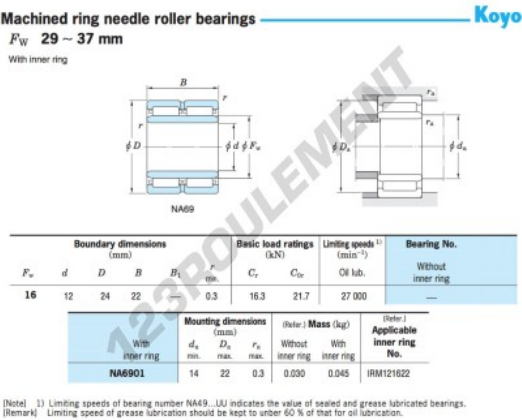 Machined ring needle roller bearings
Koyo
Fw 29 ~ 37 mm
With inner ring
B
r
r
φD
φd φFw
NA69
ra
ra
φDa
φda
123ROULEMENT
Boundary dimensions (mm)
Basic load ratings (kN)
Limiting speeds 1) (min⁻¹)
Bearing No.
Fw d D B B1 r min. Cr C0r Oil lub. Without inner ring
16 12 24 22 — 0.3 16.3 21.7 27 000 —
With inner ring
Mounting dimensions (mm)
(Refer.) Mass (kg)
[Refer.] Applicable inner ring No.
da min. Da max. ra max. Without inner ring With inner ring
NA6901 14 22 0.3 0.030 0.045 IRM121622
[Note] 1) Limiting speeds of bearing number NA49...UU indicates the value of sealed and grease lubricated bearings.
[Remark] Limiting speed of grease lubrication should be kept to unber 60 % of that for oil lubrication.